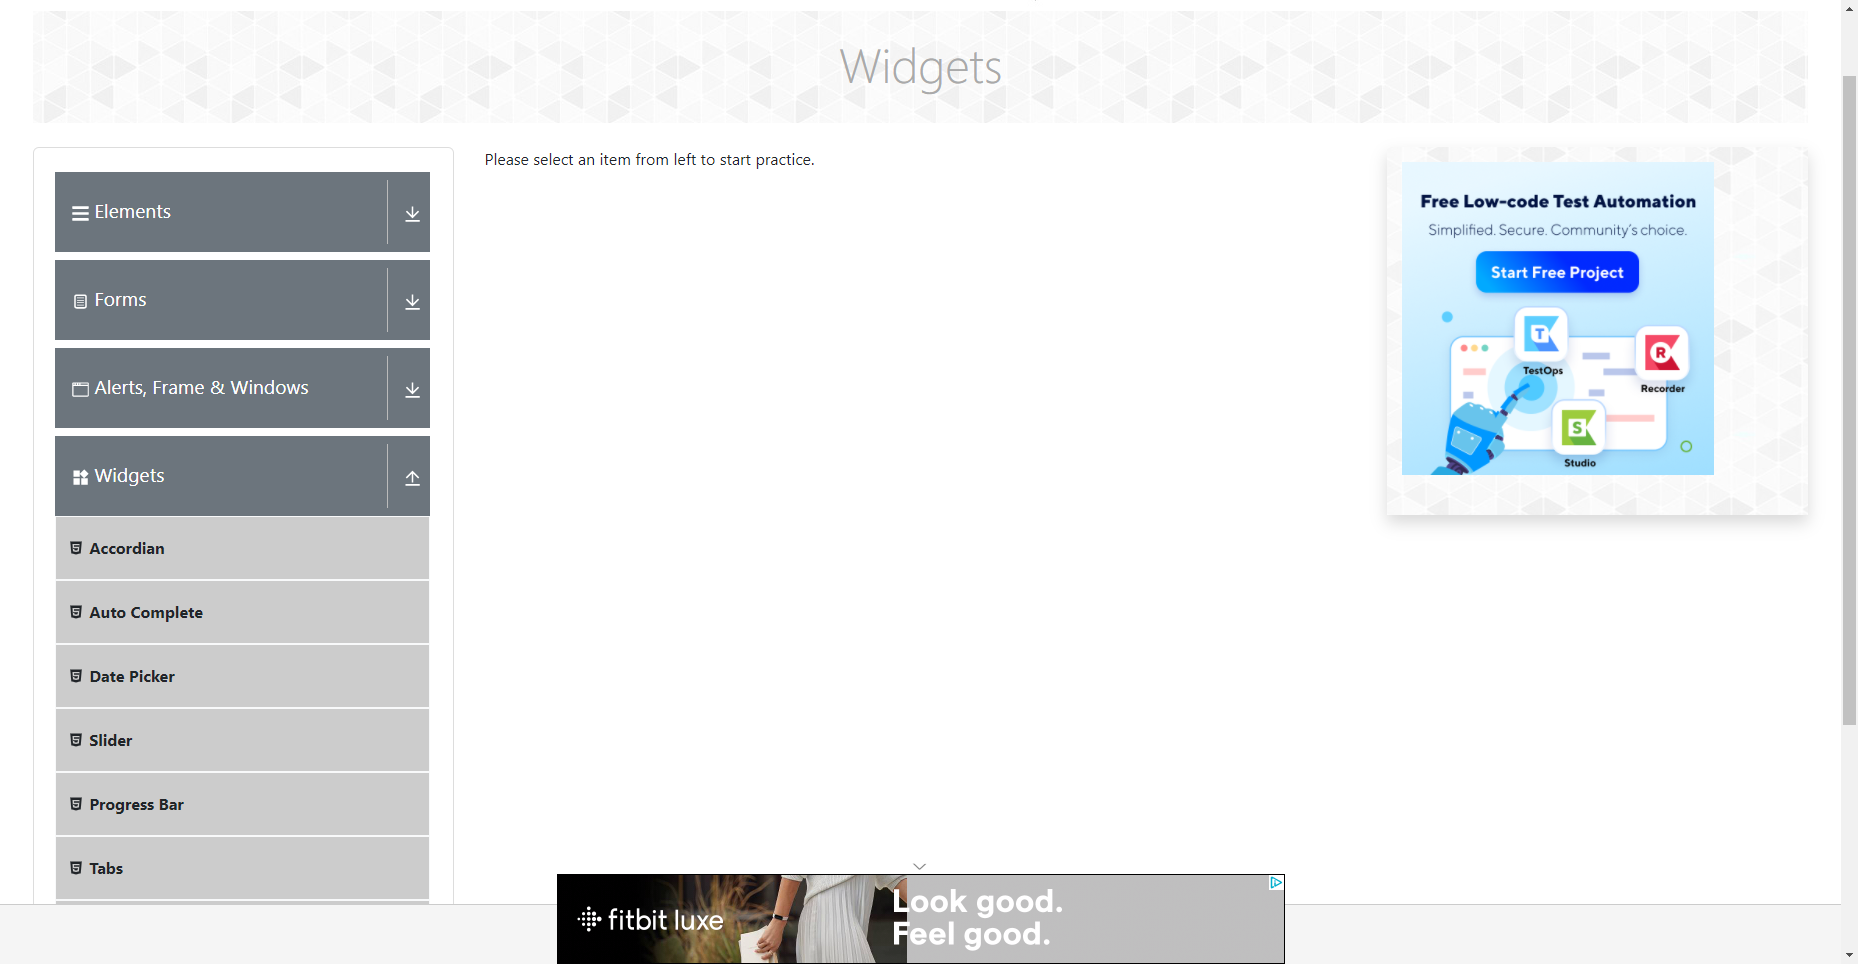 Widgets
Elements
Forms
Alerts, Frame & Windows
Widgets
Accordian
Auto Complete
Date Picker
Slider
Progress Bar
Tabs
Please select an item from left to start practice.
Free Low-code Test Automation
Simplified. Secure. Community's choice.
Start Free Project
T
TestOps
R
Recorder
S
Studio
fitbit luxe
Look good.
Feel good.